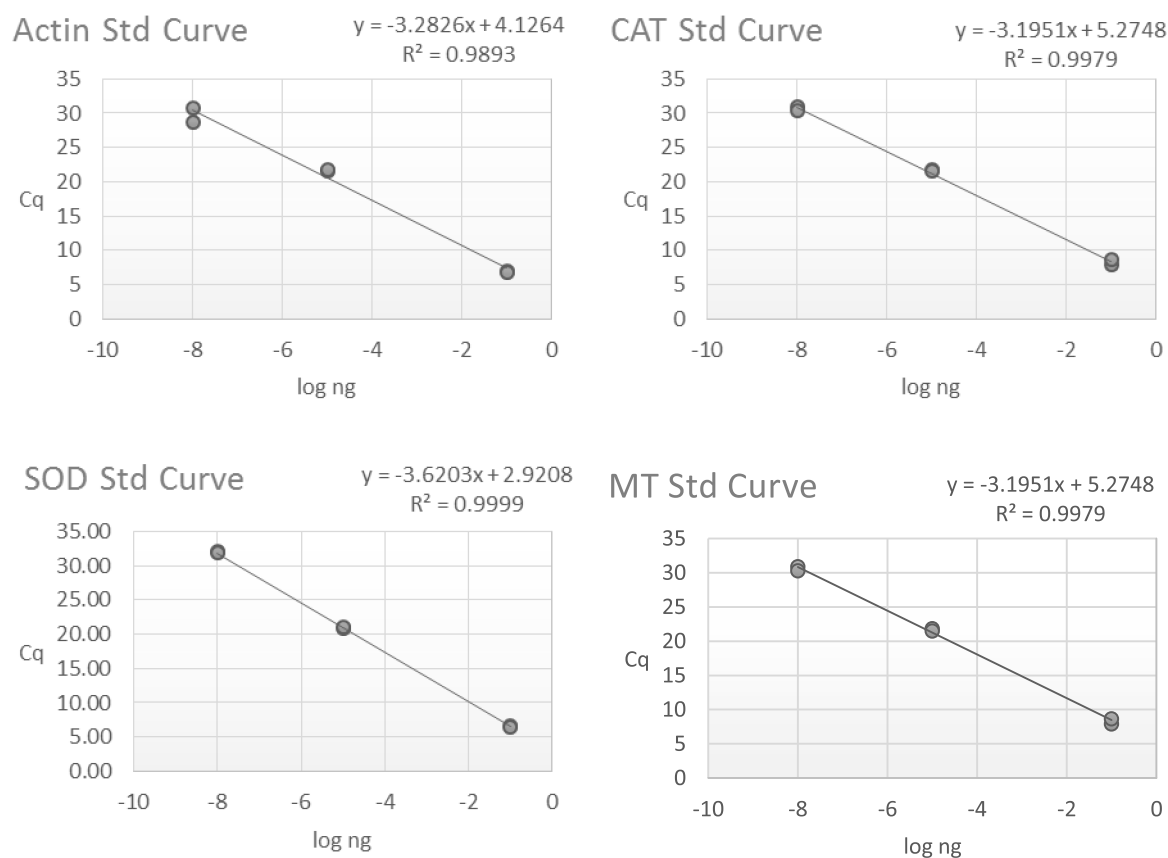 Actin Std Curve
y = -3.2826x + 4.1264
R² = 0.9893
35
30
25
20
15
10
5
0
Cq
-10 -8 -6 -4 -2 0
log ng
CAT Std Curve
y = -3.1951x + 5.2748
R² = 0.9979
35
30
25
20
15
10
5
0
Cq
-10 -8 -6 -4 -2 0
log ng
SOD Std Curve
y = -3.6203x + 2.9208
R² = 0.9999
35.00
30.00
25.00
20.00
15.00
10.00
5.00
0.00
Cq
-10 -8 -6 -4 -2 0
log ng
MT Std Curve
y = -3.1951x + 5.2748
R² = 0.9979
35
30
25
20
15
10
5
0
Cq
-10 -8 -6 -4 -2 0
log ng